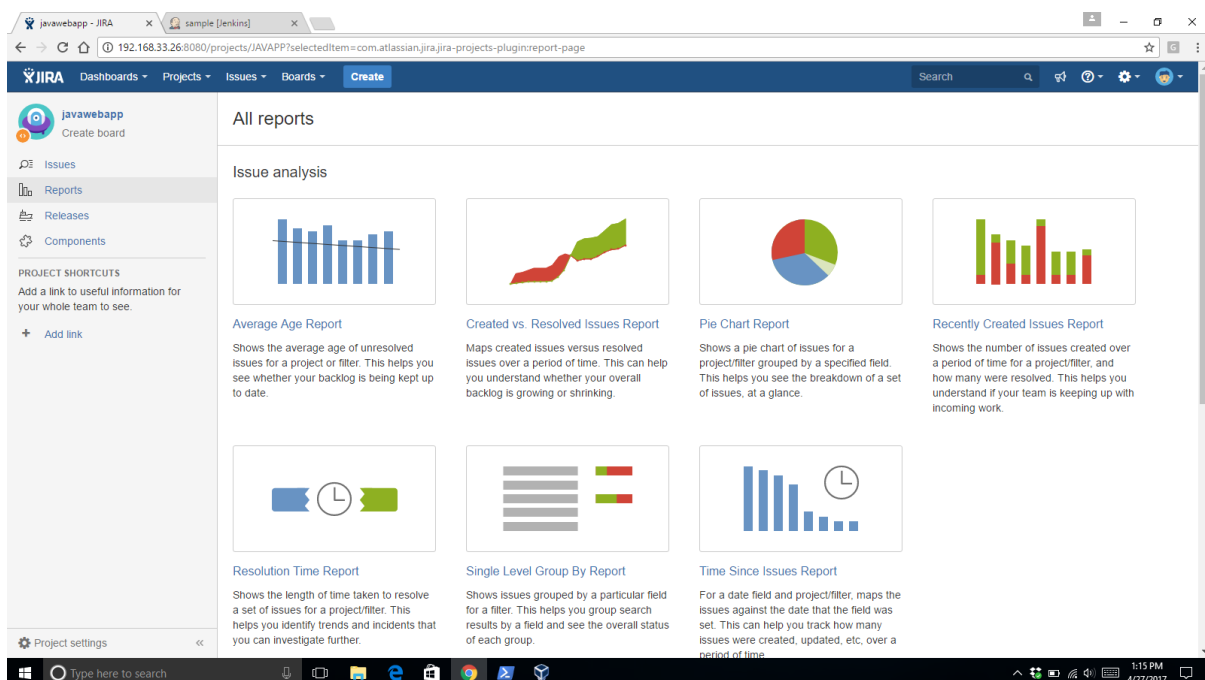 javawebapp - JIRA
sample [Jenkins]
192.168.33.26:8080/projects/JAVAPP?selectedItem=com.atlassian.jira.jira-projects-plugin:report-page
JIRA Dashboards Projects Issues Boards Create Search
javawebapp
Create board
Issues
Reports
Releases
Components
PROJECT SHORTCUTS
Add a link to useful information for
your whole team to see.
+ Add link
Project settings
All reports
Issue analysis
Average Age Report
Shows the average age of unresolved
issues for a project or filter. This helps you
see whether your backlog is being kept up
to date.
Created vs. Resolved Issues Report
Maps created issues versus resolved
issues over a period of time. This can help
you understand whether your overall
backlog is growing or shrinking.
Pie Chart Report
Shows a pie chart of issues for a
project/filter grouped by a specified field.
This helps you see the breakdown of a set
of issues, at a glance.
Recently Created Issues Report
Shows the number of issues created over
a period of time for a project/filter, and
how many were resolved. This helps you
understand if your team is keeping up with
incoming work.
Resolution Time Report
Shows the length of time taken to resolve
a set of issues for a project/filter. This
helps you identify trends and incidents that
you can investigate further.
Single Level Group By Report
Shows issues grouped by a particular field
for a filter. This helps you group search
results by a field and see the overall status
of each group.
Time Since Issues Report
For a date field and project/filter, maps the
issues against the date that the field was
set. This can help you track how many
issues were created, updated, etc, over a
period of time.
Type here to search
1:15 PM
4/27/2017